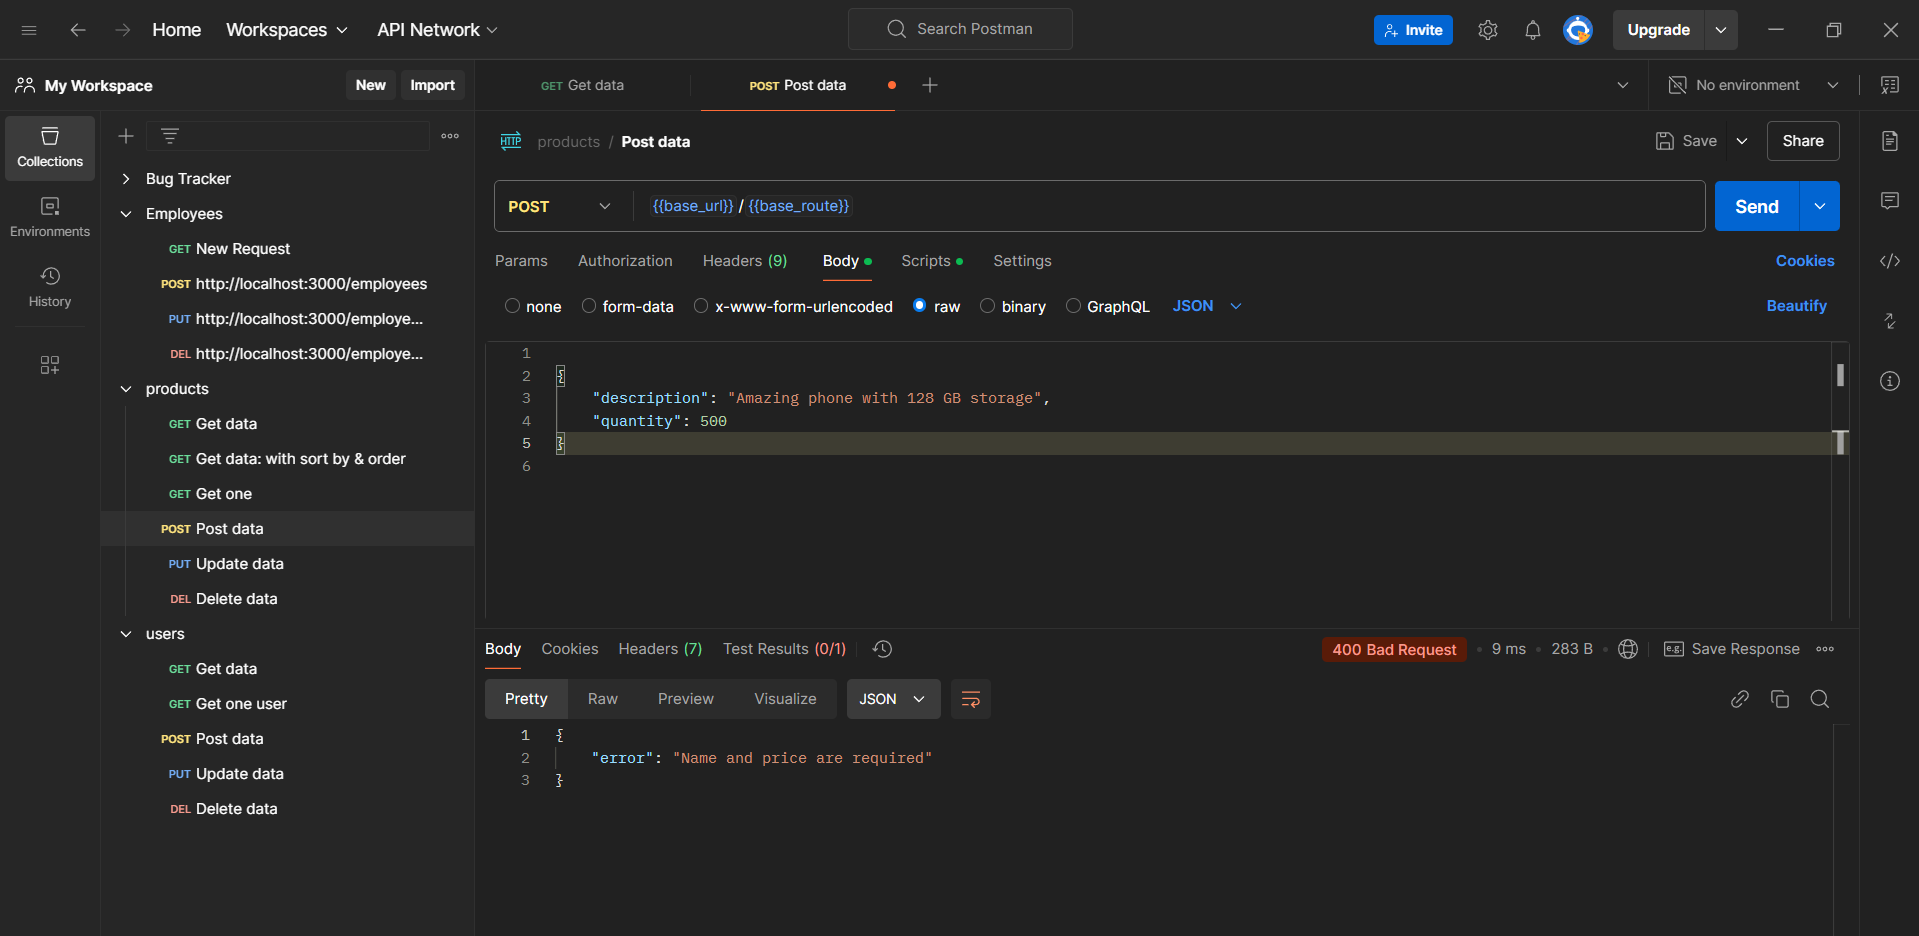 Home Workspaces API Network Search Postman Invite Upgrade
My Workspace New Import GET Get data POST Post data No environment
Collections
Environments
History
Bug Tracker
Employees
GET New Request
POST http://localhost:3000/employees
PUT http://localhost:3000/employe...
DEL http://localhost:3000/employe...
products
GET Get data
GET Get data: with sort by & order
GET Get one
POST Post data
PUT Update data
DEL Delete data
users
GET Get data
GET Get one user
POST Post data
PUT Update data
DEL Delete data
HTTP products / Post data Save Share
POST {{base_url}}/{{base_route}} Send
Params Authorization Headers (9) Body Scripts Settings Cookies
none form-data x-www-form-urlencoded raw binary GraphQL JSON Beautify
1
2 {
3 "description": "Amazing phone with 128 GB storage",
4 "quantity": 500
5 }
6
Body Cookies Headers (7) Test Results (0/1) 400 Bad Request 9 ms 283 B e.g. Save Response
Pretty Raw Preview Visualize JSON
1 {
2 "error": "Name and price are required"
3 }